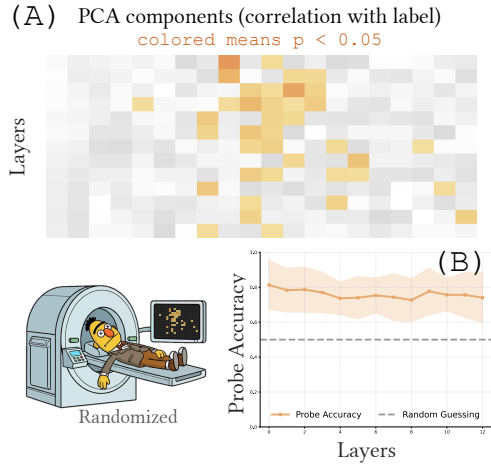 (A) PCA components (correlation with label)
colored means p < 0.05
Layers
Randomized
(B)
Probe Accuracy
1.0
0.8
0.6
0.4
0.2
0.0
0 2 4 6 8 10 12
Probe Accuracy Random Guessing
Layers